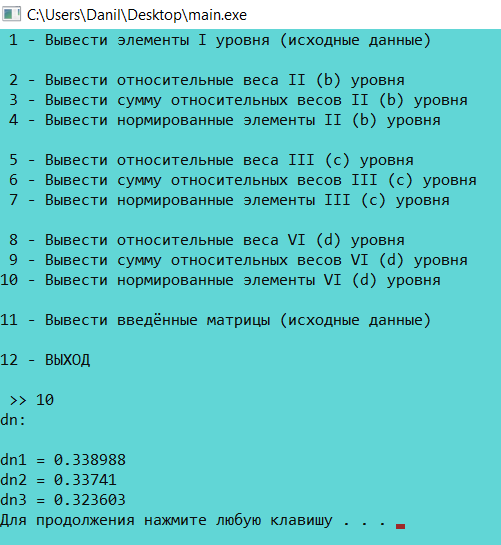 C:\Users\Danil\Desktop\main.exe
1 - Вывести элементы I уровня (исходные данные)
2 - Вывести относительные веса II (b) уровня
3 - Вывести сумму относительных весов II (b) уровня
4 - Вывести нормированные элементы II (b) уровня
5 - Вывести относительные веса III (c) уровня
6 - Вывести сумму относительных весов III (c) уровня
7 - Вывести нормированные элементы III (c) уровня
8 - Вывести относительные веса VI (d) уровня
9 - Вывести сумму относительных весов VI (d) уровня
10 - Вывести нормированные элементы VI (d) уровня
11 - Вывести введённые матрицы (исходные данные)
12 - ВЫХОД
>> 10
dn:
dn1 = 0.338988
dn2 = 0.33741
dn3 = 0.323603
Для продолжения нажмите любую клавишу . . .